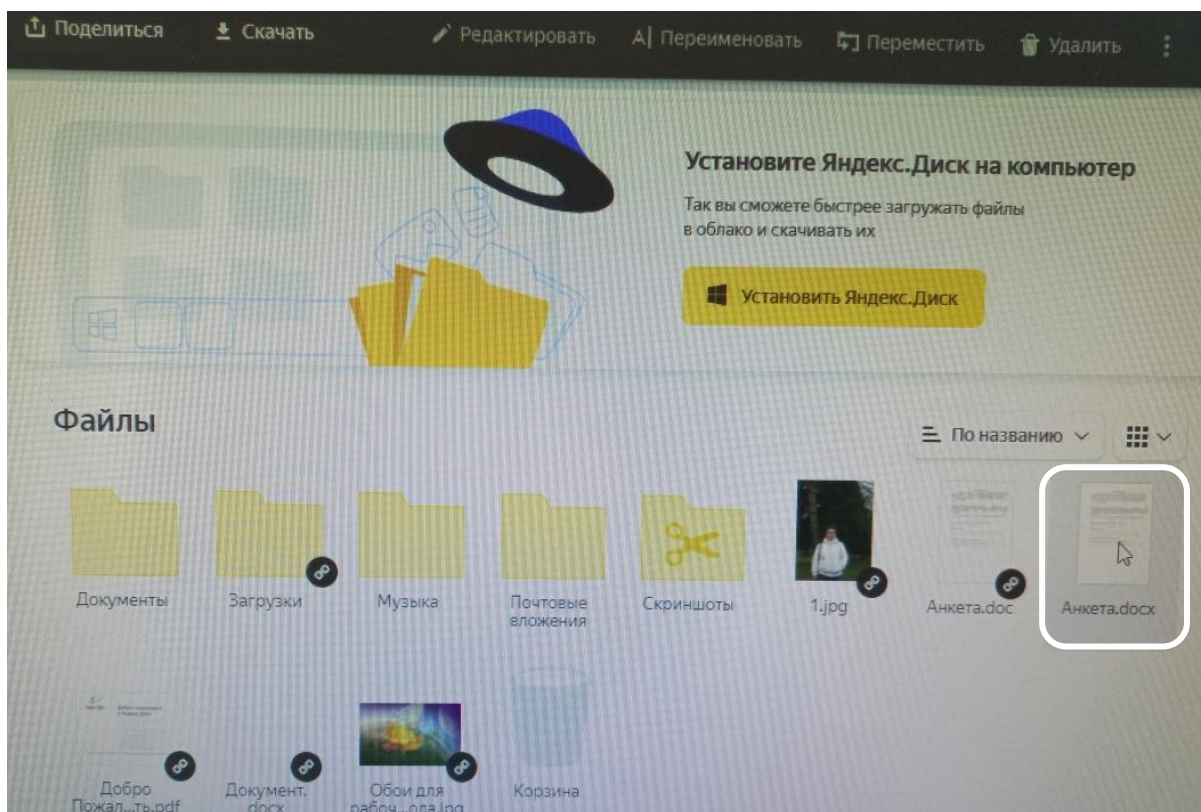 Поделиться
Скачать
Редактировать
Переименовать
Переместить
Удалить
Установите Яндекс.Диск на компьютер
Так вы сможете быстрее загружать файлы
в облако и скачивать их
Установить Яндекс.Диск
Файлы
По названию
Документы
Загрузки
Музыка
Почтовые
вложения
Скриншоты
1.jpg
Анкета.doc
Анкета.docx
Добро
Пожал...ть.pdf
Документ.
docx
Обои для
рабоч...ола.jpg
Корзина